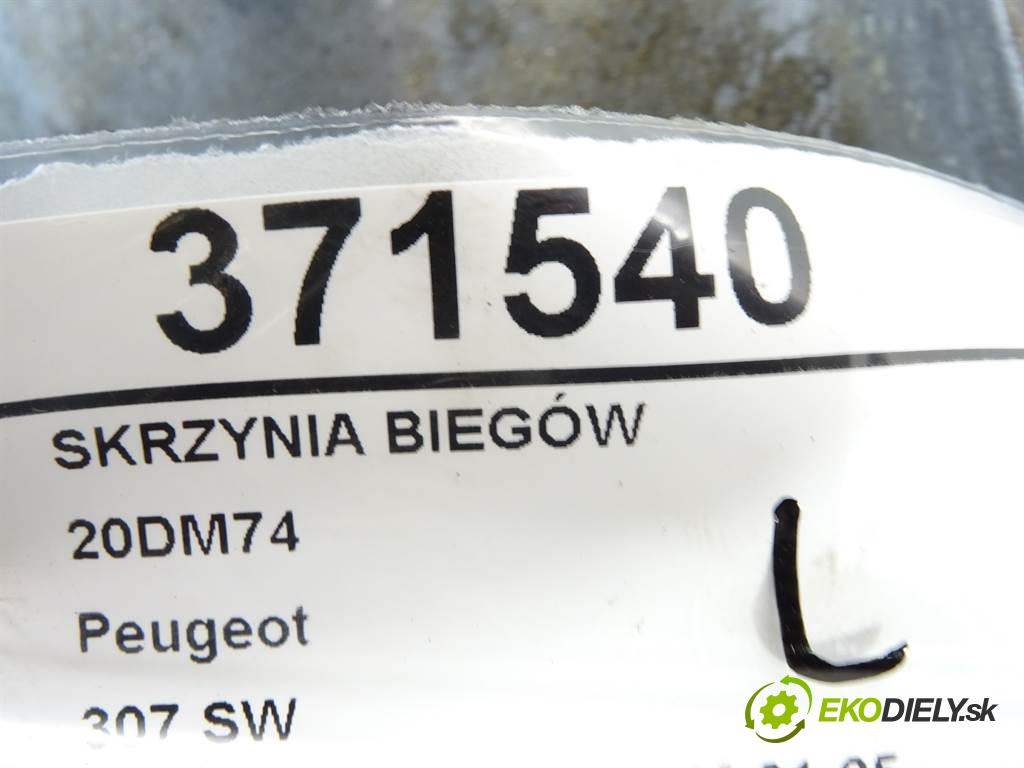 371540
SKRZYNIA BIEGÓW
20DM74
L
Peugeot
307 SW
EKODIELY.sk